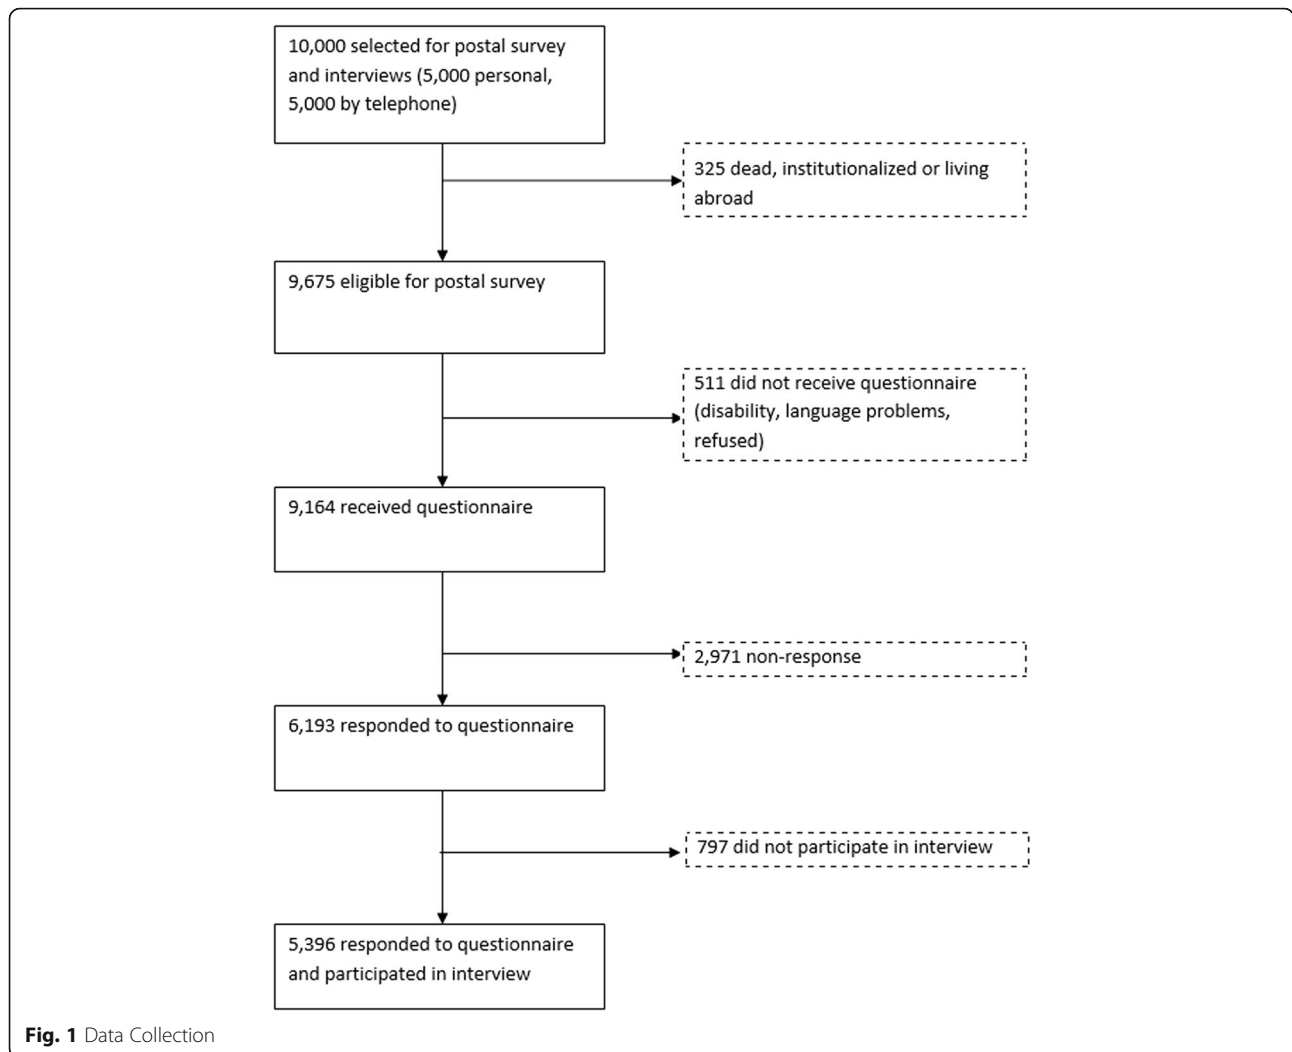 10,000 selected for postal survey
and interviews (5,000 personal,
5,000 by telephone)
325 dead, institutionalized or living
abroad
9,675 eligible for postal survey
511 did not receive questionnaire
(disability, language problems,
refused)
9,164 received questionnaire
2,971 non-response
6,193 responded to questionnaire
797 did not participate in interview
5,396 responded to questionnaire
and participated in interview
Fig. 1 Data Collection